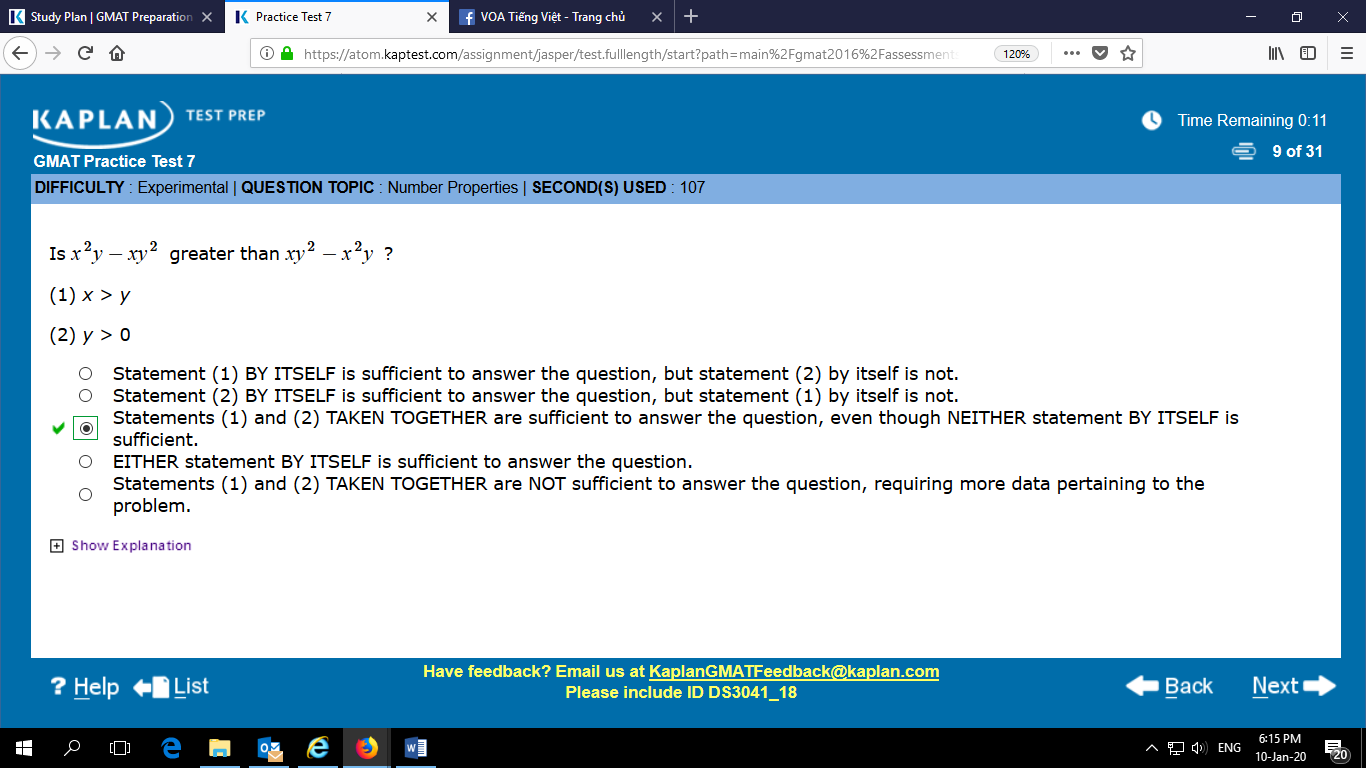 Study Plan | GMAT Preparation
Practice Test 7
VOA Tiếng Việt - Trang chủ
https://atom.kaptest.com/assignment/jasper/test.fulllength/start?path=main%2Fgmat2016%2Fassessment
120%
KAPLAN TEST PREP
Time Remaining 0:11
9 of 31
GMAT Practice Test 7
DIFFICULTY : Experimental | QUESTION TOPIC : Number Properties | SECOND(S) USED : 107
Is x²y – xy² greater than xy² – x²y ?
(1) x > y
(2) y > 0
Statement (1) BY ITSELF is sufficient to answer the question, but statement (2) by itself is not.
Statement (2) BY ITSELF is sufficient to answer the question, but statement (1) by itself is not.
Statements (1) and (2) TAKEN TOGETHER are sufficient to answer the question, even though NEITHER statement BY ITSELF is
sufficient.
EITHER statement BY ITSELF is sufficient to answer the question.
Statements (1) and (2) TAKEN TOGETHER are NOT sufficient to answer the question, requiring more data pertaining to the
problem.
Show Explanation
Have feedback? Email us at KaplanGMATFeedback@kaplan.com
Please include ID DS3041_18
? Help
List
Back
Next
ENG
6:15 PM
10-Jan-20
20